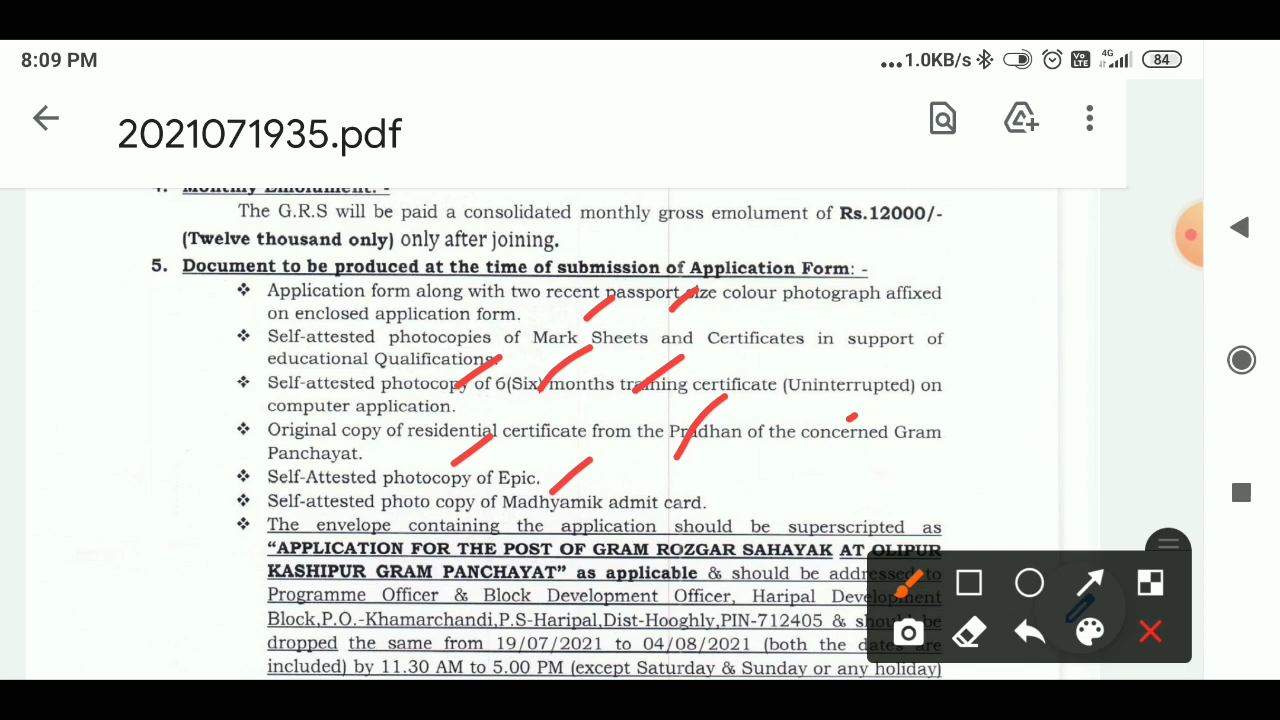 8:09 PM
...1.0KB/s Vo LTE 4G 84
2021071935.pdf
4. Monthly Emolument: -
The G.R.S will be paid a consolidated monthly gross emolument of Rs.12000/-
(Twelve thousand only) only after joining.
5. Document to be produced at the time of submission of Application Form: -
❖ Application form along with two recent passport size colour photograph affixed
on enclosed application form.
❖ Self-attested photocopies of Mark Sheets and Certificates in support of
educational Qualifications.
❖ Self-attested photocopy of 6(Six) months training certificate (Uninterrupted) on
computer application.
❖ Original copy of residential certificate from the Pradhan of the concerned Gram
Panchayat.
❖ Self-Attested photocopy of Epic.
❖ Self-attested photo copy of Madhyamik admit card.
❖ The envelope containing the application should be superscripted as
"APPLICATION FOR THE POST OF GRAM ROZGAR SAHAYAK AT OLIPUR
KASHIPUR GRAM PANCHAYAT" as applicable & should be addressed to
Programme Officer & Block Development Officer, Haripal Development
Block,P.O.-Khamarchandi,P.S-Haripal,Dist-Hooghly,PIN-712405 & should be
dropped the same from 19/07/2021 to 04/08/2021 (both the dates are
included) by 11.30 AM to 5.00 PM (except Saturday & Sunday or any holiday)